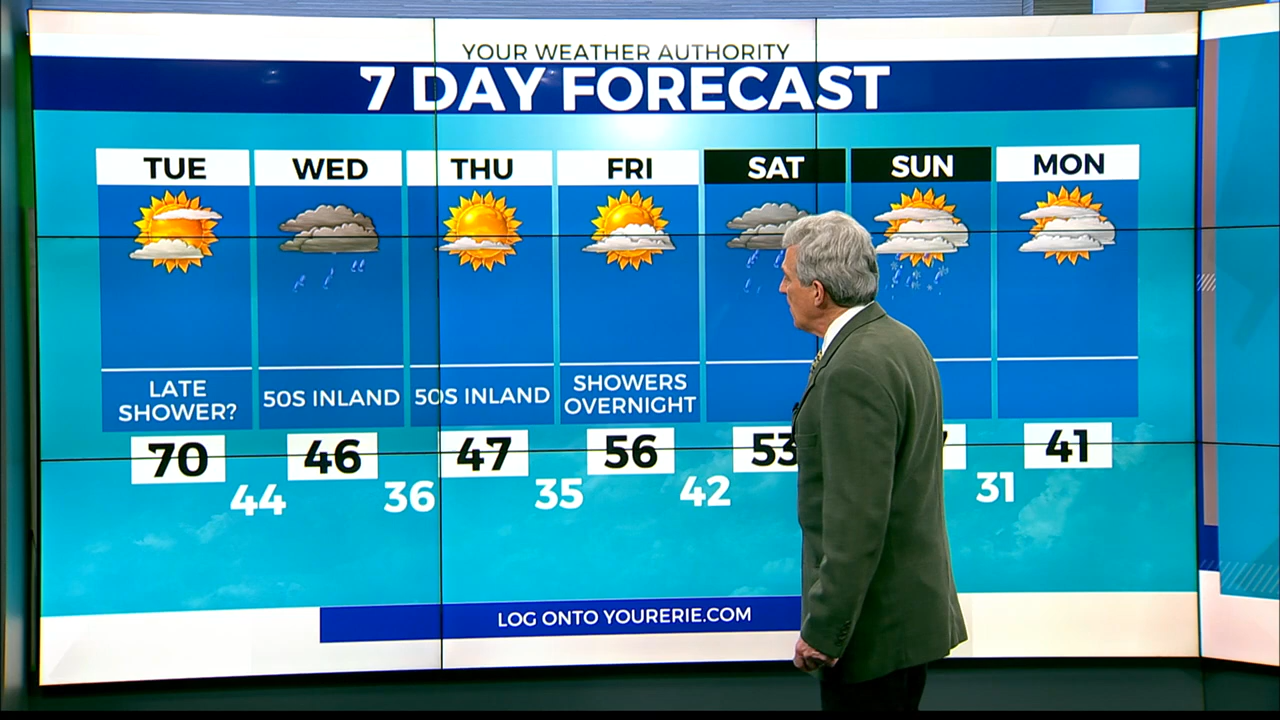 YOUR WEATHER AUTHORITY
7 DAY FORECAST
TUE WED THU FRI SAT SUN MON
LATE SHOWER? 50S INLAND 50S INLAND SHOWERS OVERNIGHT
70 46 47 56 53 41
44 36 35 42 31
LOG ONTO YOURERIE.COM